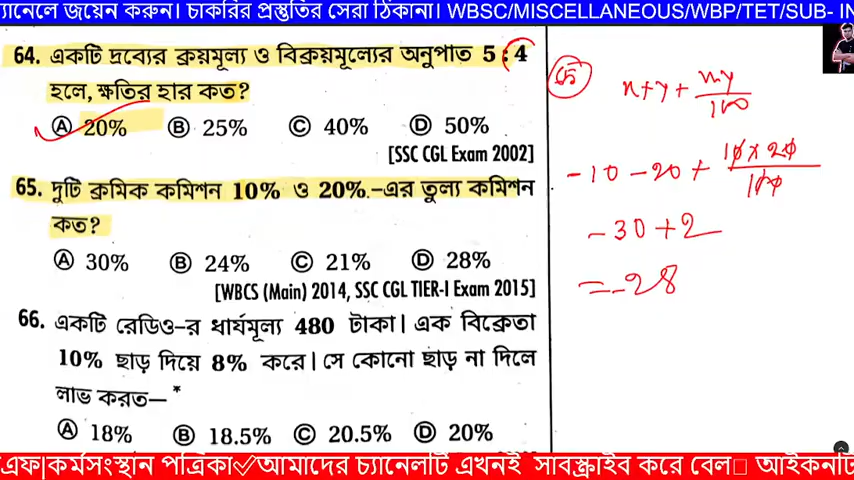 ্যানেলে জয়েন করুন। চাকরির প্রস্তুতির সেরা ঠিকানা। WBSC/MISCELLANEOUS/WBP/TET/SUB- IN
64. একটি দ্রব্যের ক্রয়মূল্য ও বিক্রয়মূল্যের অনুপাত 5 : 4
হলে, ক্ষতির হার কত?
Ⓐ 20% Ⓑ 25% Ⓒ 40% Ⓓ 50%
[SSC CGL Exam 2002]
65. দুটি ক্রমিক কমিশন 10% ও 20%.-এর তুল্য কমিশন
কত?
Ⓐ 30% Ⓑ 24% Ⓒ 21% Ⓓ 28%
[WBCS (Main) 2014, SSC CGL TIER-I Exam 2015]
66. একটি রেডিও-র ধার্যমূল্য 480 টাকা। এক বিক্রেতা
10% ছাড় দিয়ে 8% করে। সে কোনো ছাড় না দিলে
লাভ করত— *
Ⓐ 18% Ⓑ 18.5% Ⓒ 20.5% Ⓓ 20%
x+y+ xy/100
-10 -20 + 10 x 20/100
-30 +2
= -28
এফ|কর্মসংস্থান পত্রিকা✓আমাদের চ্যানেলটি এখনই সাবস্ক্রাইব করে বেল▯ আইকনটি